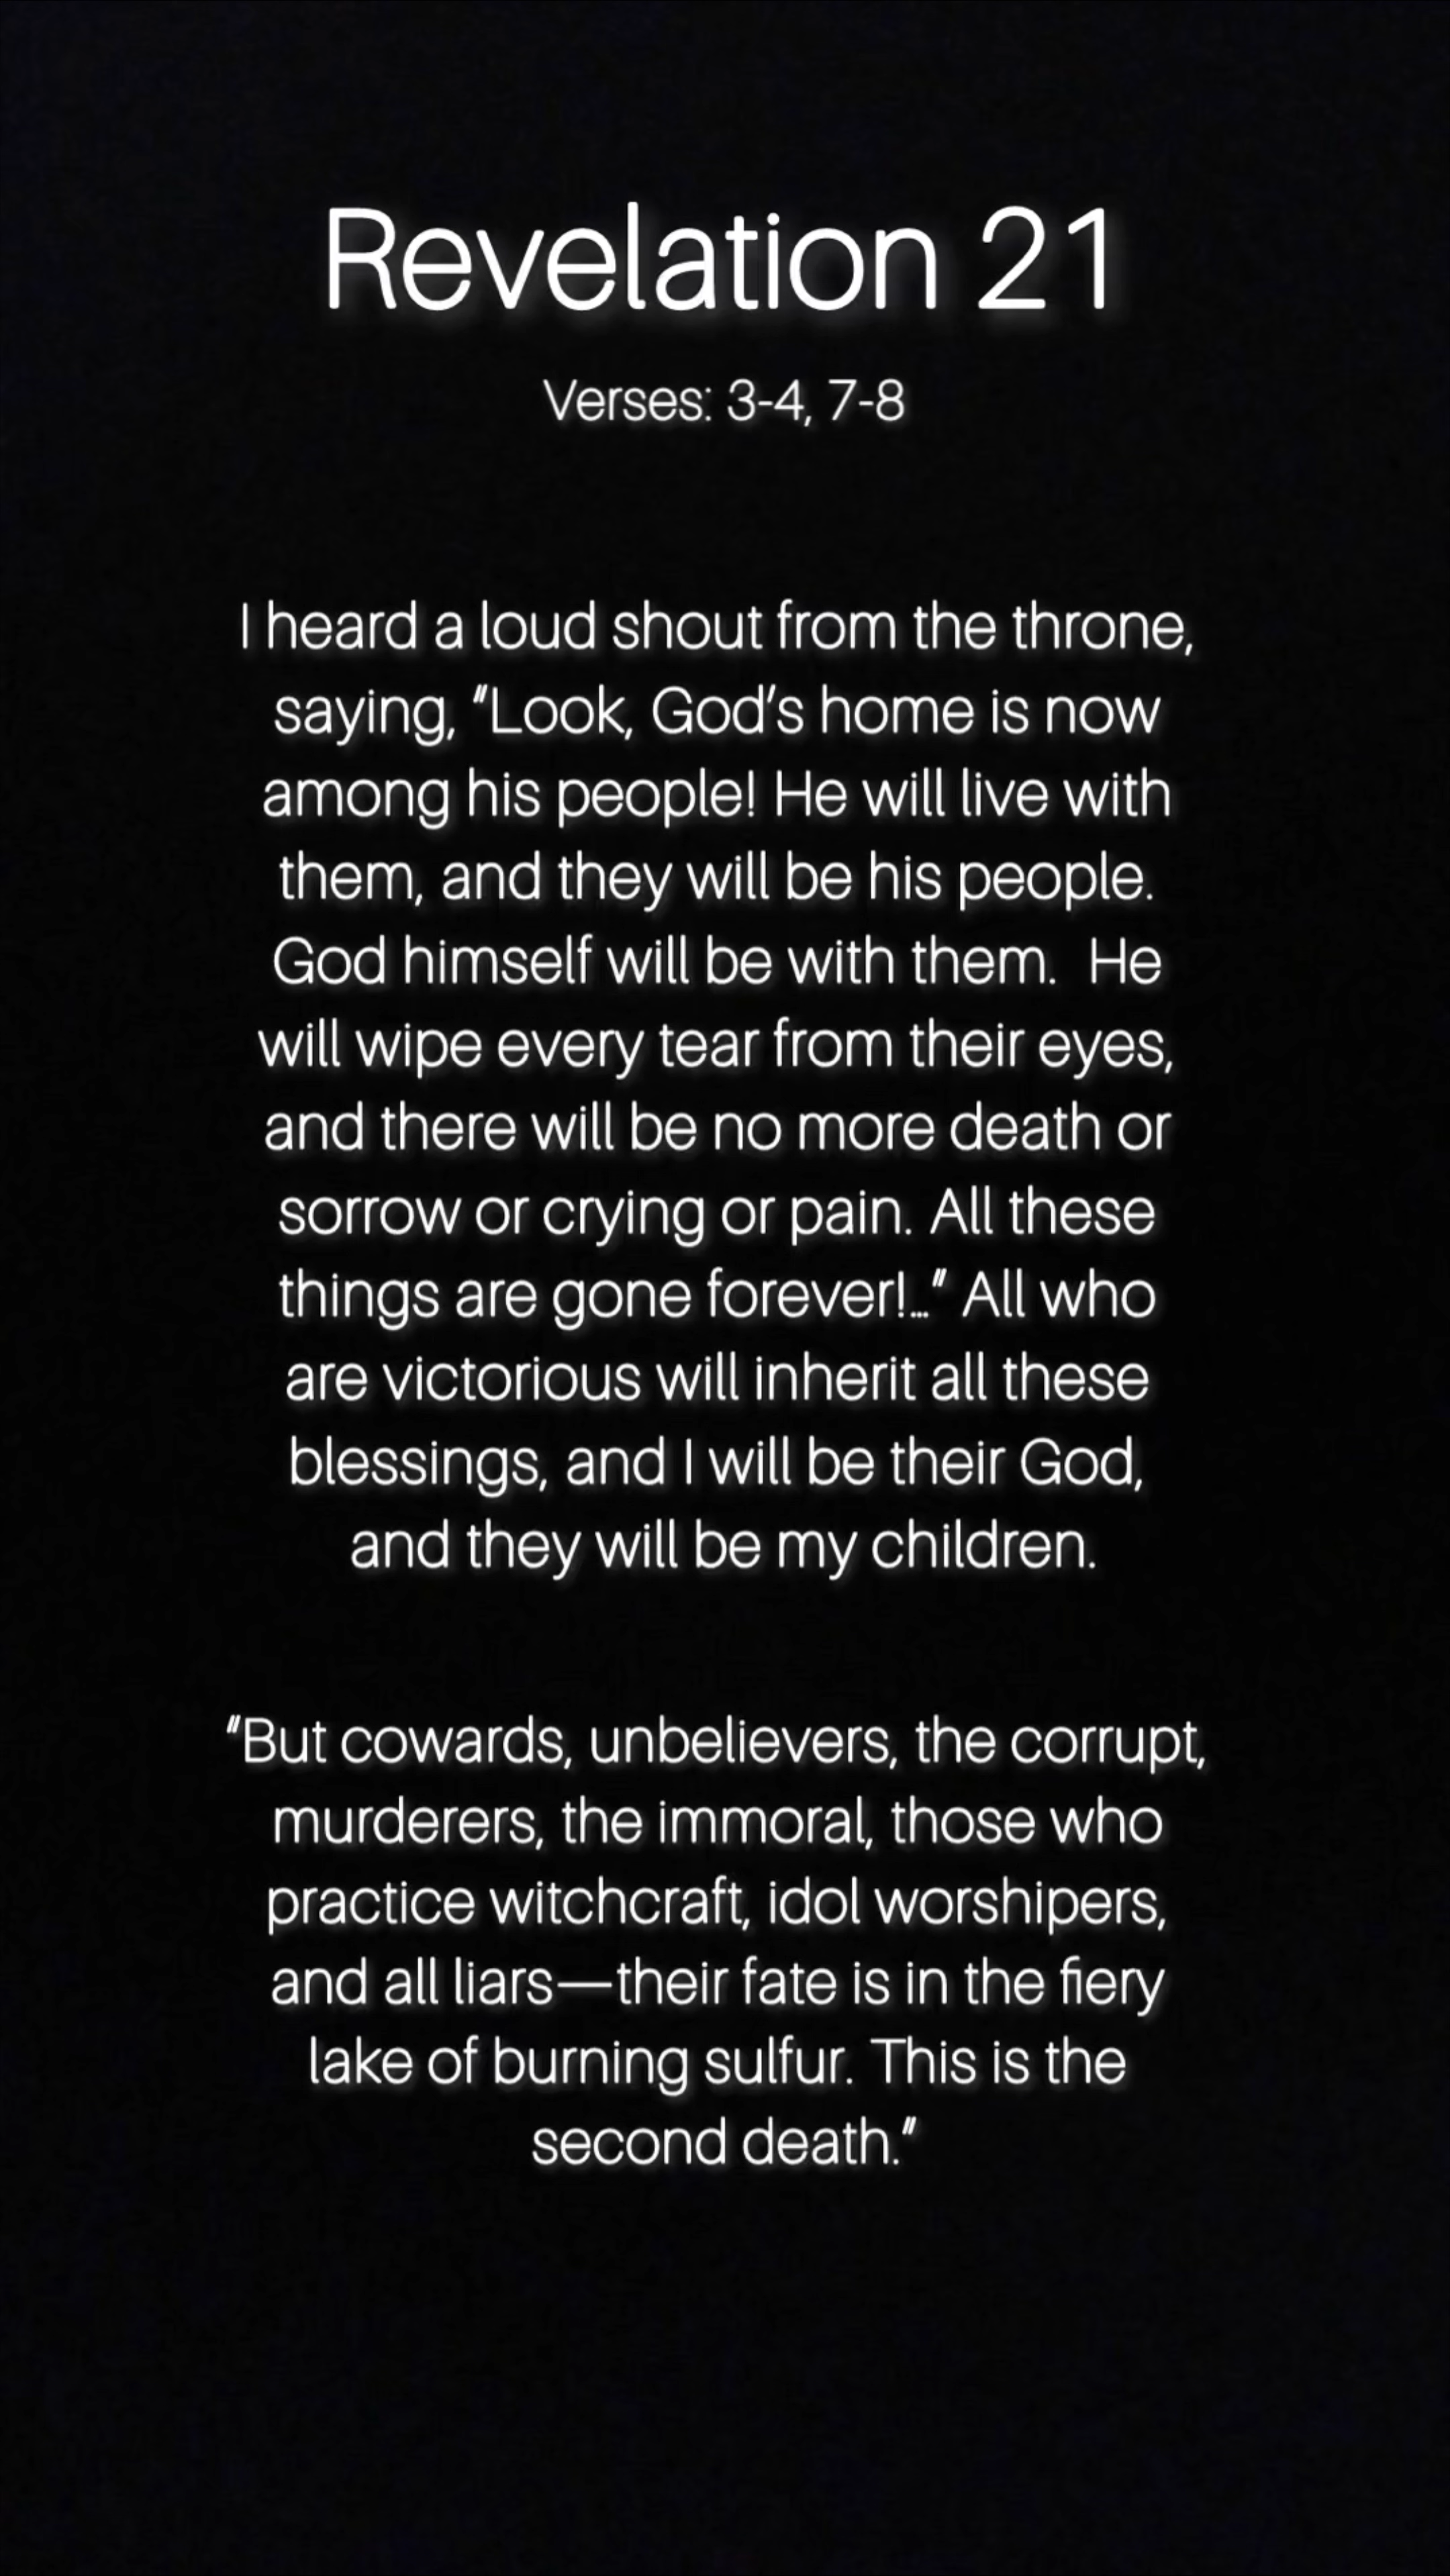 Revelation 21
Verses: 3-4, 7-8
I heard a loud shout from the throne,
saying, “Look, God’s home is now
among his people! He will live with
them, and they will be his people.
God himself will be with them.  He
will wipe every tear from their eyes,
and there will be no more death or
sorrow or crying or pain. All these
things are gone forever!...” All who
are victorious will inherit all these
blessings, and I will be their God,
and they will be my children.
“But cowards, unbelievers, the corrupt,
murderers, the immoral, those who
practice witchcraft, idol worshipers,
and all liars—their fate is in the fiery
lake of burning sulfur. This is the
second death.”